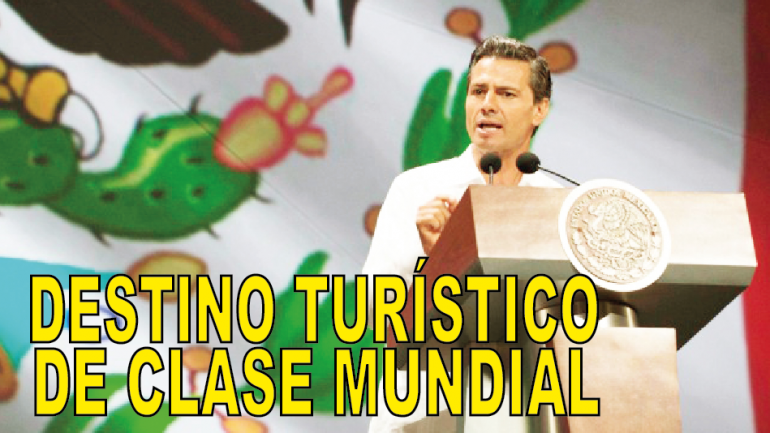 DESTINO TURÍSTICO
DE CLASE MUNDIAL